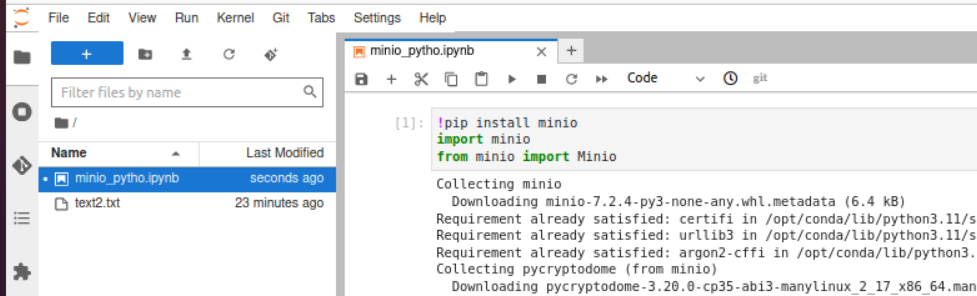 File Edit View Run Kernel Git Tabs Settings Help
+
minio_pytho.ipynb × +
Filter files by name
Code git
/
Name Last Modified
minio_pytho.ipynb seconds ago
text2.txt 23 minutes ago
[1]: !pip install minio
import minio
from minio import Minio
Collecting minio
Downloading minio-7.2.4-py3-none-any.whl.metadata (6.4 kB)
Requirement already satisfied: certifi in /opt/conda/lib/python3.11/s
Requirement already satisfied: urllib3 in /opt/conda/lib/python3.11/s
Requirement already satisfied: argon2-cffi in /opt/conda/lib/python3.
Collecting pycryptodome (from minio)
Downloading pycryptodome-3.20.0-cp35-abi3-manylinux_2_17_x86_64.man